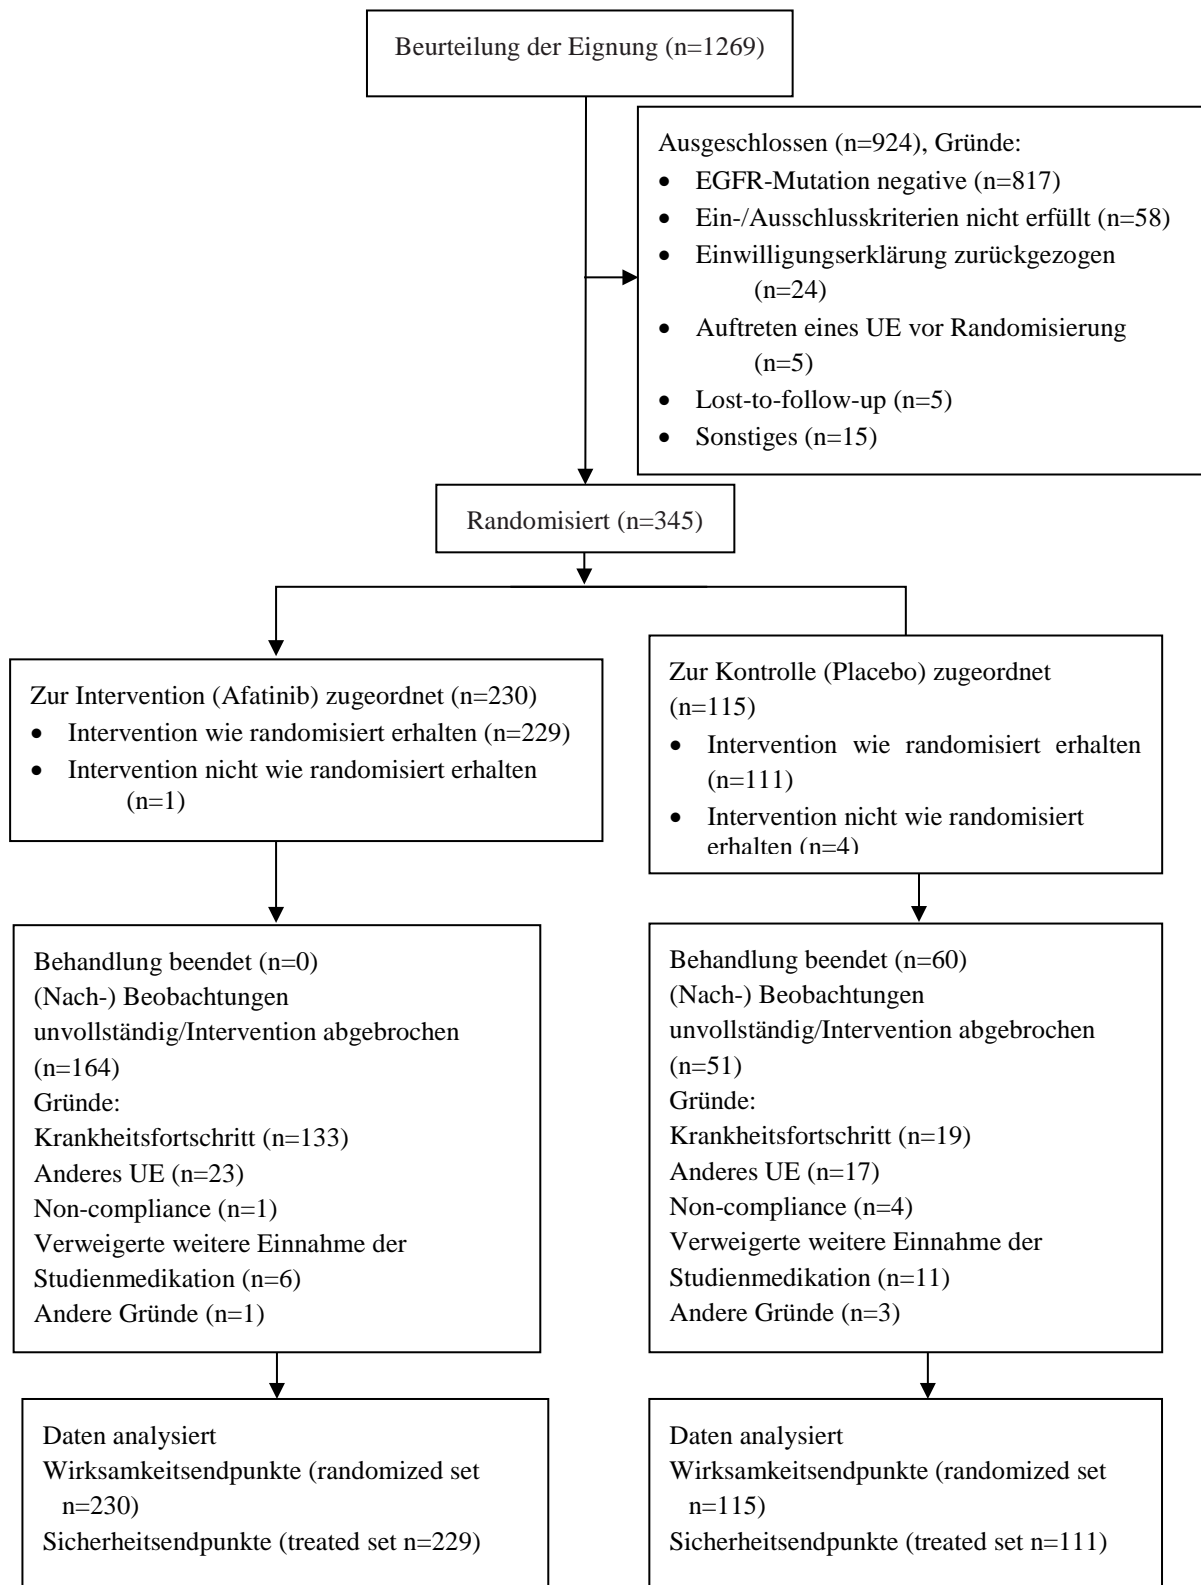 Beurteilung der Eignung (n=1269)
Ausgeschlossen (n=924), Gründe:
• EGFR-Mutation negative (n=817)
• Ein-/Ausschlusskriterien nicht erfüllt (n=58)
• Einwilligungserklärung zurückgezogen
(n=24)
• Auftreten eines UE vor Randomisierung
(n=5)
• Lost-to-follow-up (n=5)
• Sonstiges (n=15)
Randomisiert (n=345)
Zur Intervention (Afatinib) zugeordnet (n=230)
• Intervention wie randomisiert erhalten (n=229)
• Intervention nicht wie randomisiert erhalten
(n=1)
Zur Kontrolle (Placebo) zugeordnet
(n=115)
• Intervention wie randomisiert erhalten
(n=111)
• Intervention nicht wie randomisiert
erhalten (n=4)
Behandlung beendet (n=0)
(Nach-) Beobachtungen
unvollständig/Intervention abgebrochen
(n=164)
Gründe:
Krankheitsfortschritt (n=133)
Anderes UE (n=23)
Non-compliance (n=1)
Verweigerte weitere Einnahme der
Studienmedikation (n=6)
Andere Gründe (n=1)
Behandlung beendet (n=60)
(Nach-) Beobachtungen
unvollständig/Intervention abgebrochen
(n=51)
Gründe:
Krankheitsfortschritt (n=19)
Anderes UE (n=17)
Non-compliance (n=4)
Verweigerte weitere Einnahme der
Studienmedikation (n=11)
Andere Gründe (n=3)
Daten analysiert
Wirksamkeitsendpunkte (randomized set
n=230)
Sicherheitsendpunkte (treated set n=229)
Daten analysiert
Wirksamkeitsendpunkte (randomized set
n=115)
Sicherheitsendpunkte (treated set n=111)